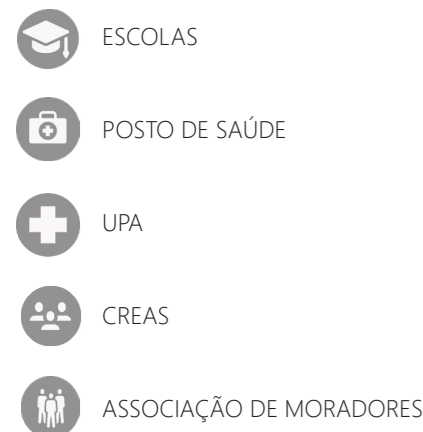 ESCOLAS
POSTO DE SAÚDE
UPA
CREAS
ASSOCIAÇÃO DE MORADORES